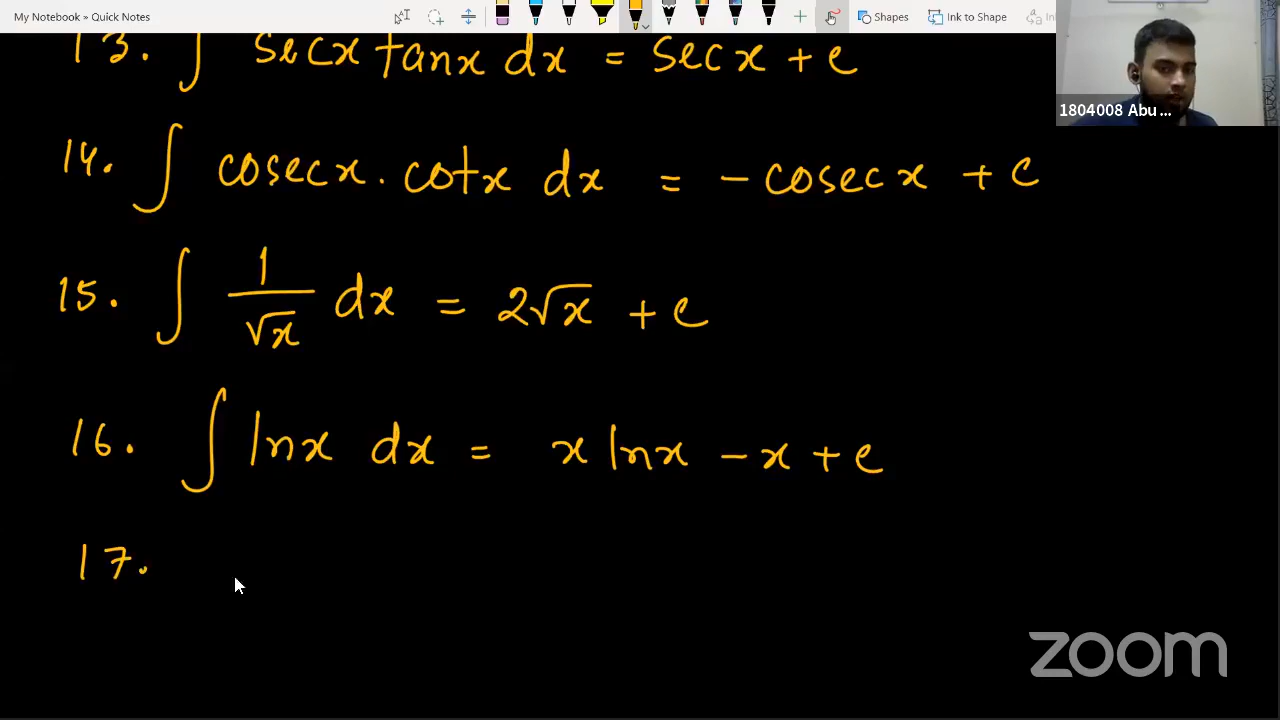 My Notebook » Quick Notes
Shapes Ink to Shape In
13. ∫ secx tanx dx = secx + c
1804008 Abu ...
14. ∫ cosecx . cotx dx = - cosecx + c
15. ∫ 1/√x dx = 2√x + c
16. ∫ lnx dx = x lnx - x + c
17.
zoom